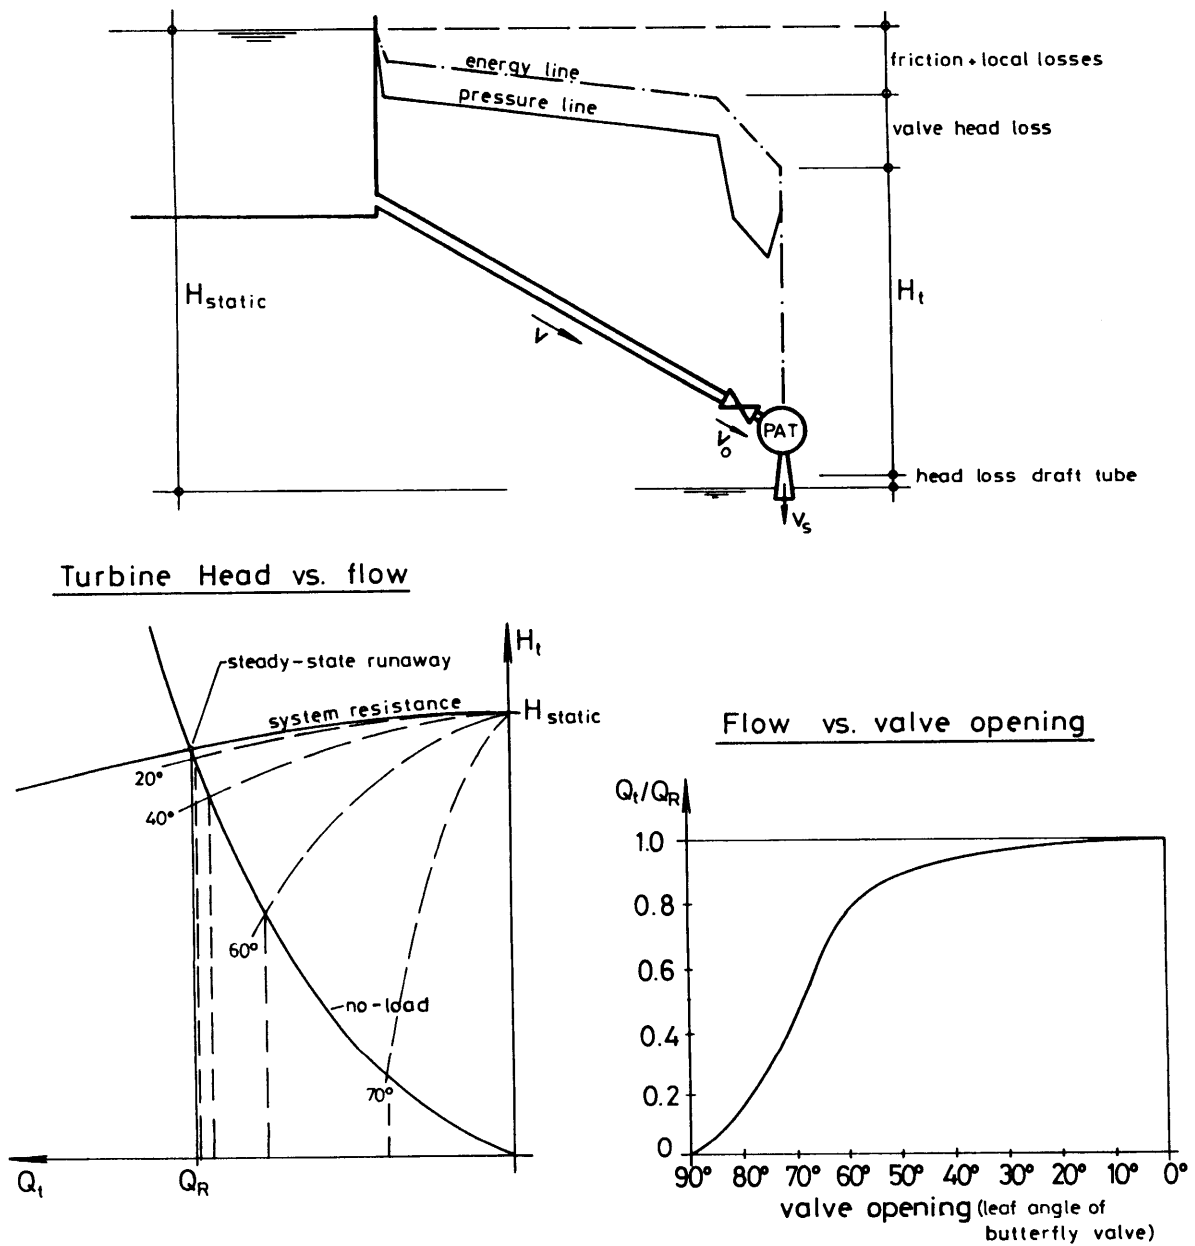 friction + local losses
energy line
pressure line
valve head loss
H static
H t
v
v o
PAT
head loss draft tube
v s
Turbine Head vs. flow
H t
steady-state runaway
system resistance
H static
20°
40°
60°
no-load
70°
Q t
Q R
Flow vs. valve opening
Q t / Q R
1.0
0.8
0.6
0.4
0.2
0
90° 80° 70° 60° 50° 40° 30° 20° 10° 0°
valve opening (leaf angle of
butterfly valve)